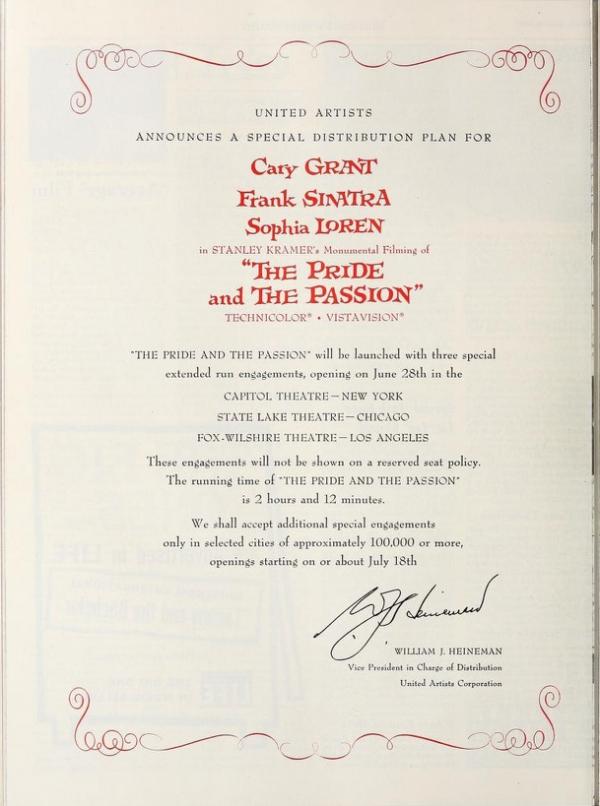 UNITED ARTISTS
ANNOUNCES A SPECIAL DISTRIBUTION PLAN FOR
Cary GRANT
Frank SINATRA
Sophia LOREN
in STANLEY KRAMER's Monumental Filming of
"THE PRIDE
and THE PASSION"
TECHNICOLOR® • VISTAVISION®
"THE PRIDE AND THE PASSION" will be launched with three special
extended run engagements, opening on June 28th in the
CAPITOL THEATRE—NEW YORK
STATE LAKE THEATRE—CHICAGO
FOX-WILSHIRE THEATRE—LOS ANGELES
These engagements will not be shown on a reserved seat policy.
The running time of "THE PRIDE AND THE PASSION"
is 2 hours and 12 minutes.
We shall accept additional special engagements
only in selected cities of approximately 100,000 or more,
openings starting on or about July 18th
WILLIAM J. HEINEMAN
Vice President in Charge of Distribution
United Artists Corporation